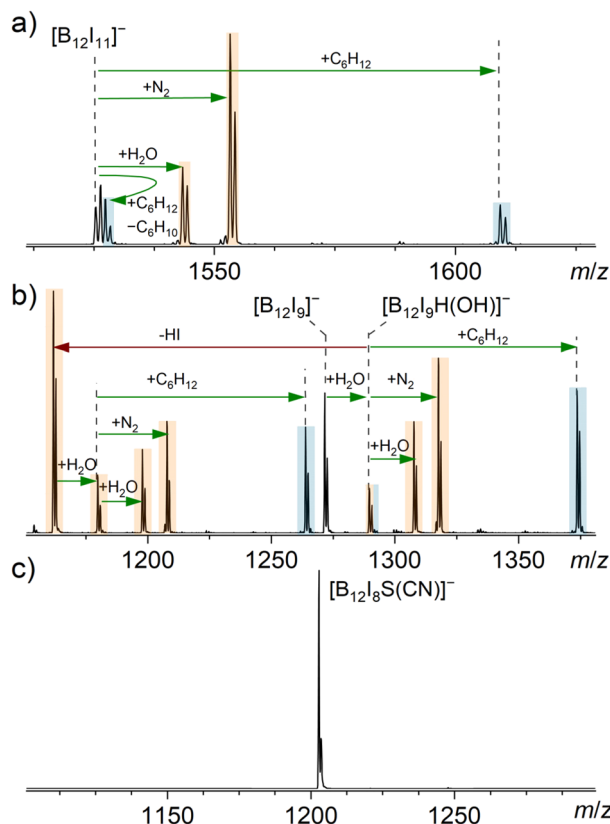 a)
[B₁₂I₁₁]⁻
+C₆H₁₂
+N₂
+H₂O
+C₆H₁₂
−C₆H₁₀
1550
1600
m/z
b)
[B₁₂I₉]⁻
[B₁₂I₉H(OH)]⁻
-HI
+C₆H₁₂
+C₆H₁₂
+H₂O
+N₂
+N₂
+H₂O
+H₂O
+H₂O
1200
1250
1300
1350
m/z
c)
[B₁₂I₈S(CN)]⁻
1150
1200
1250
m/z